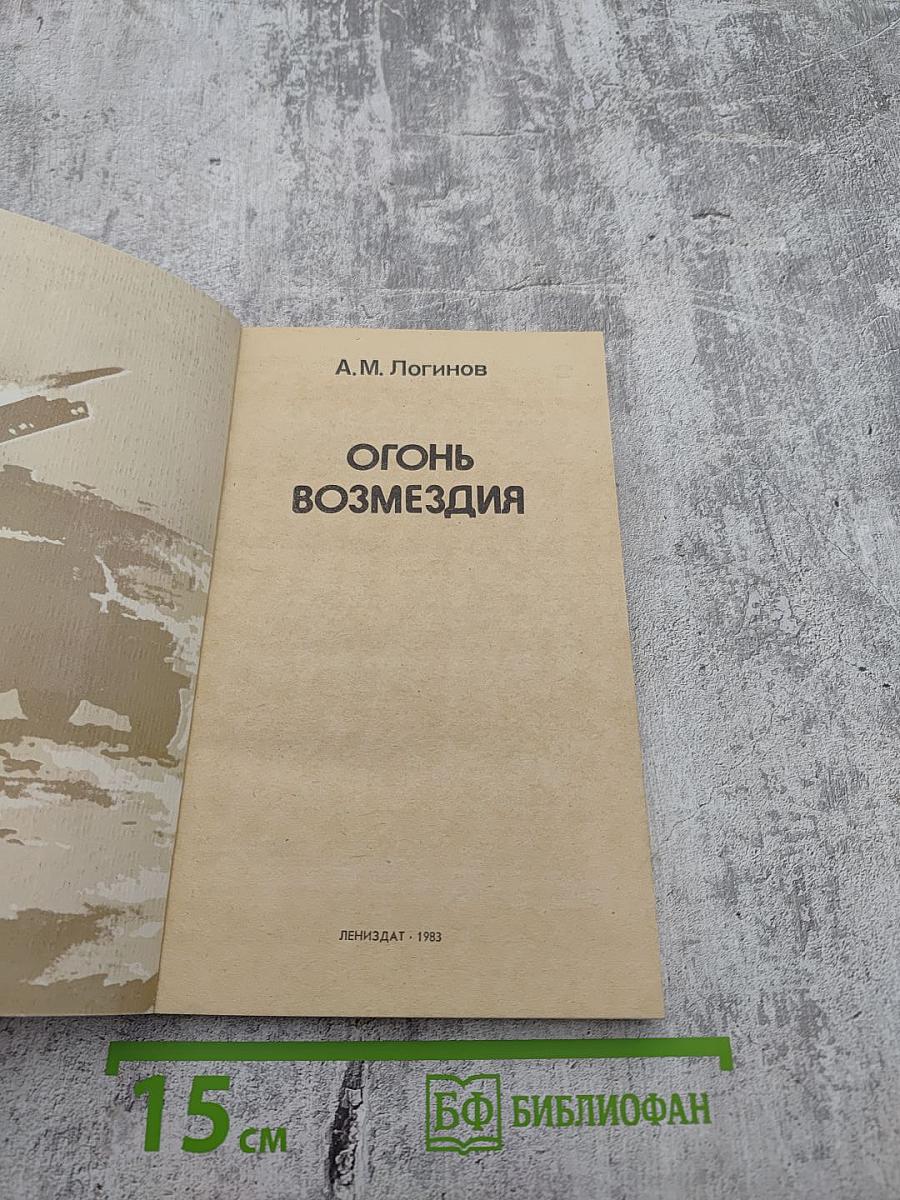 А.М. Логинов
ОГОНЬ
ВОЗМЕЗДИЯ
ЛЕНИЗДАТ · 1983
15 см
БФ БИБЛИОФАН